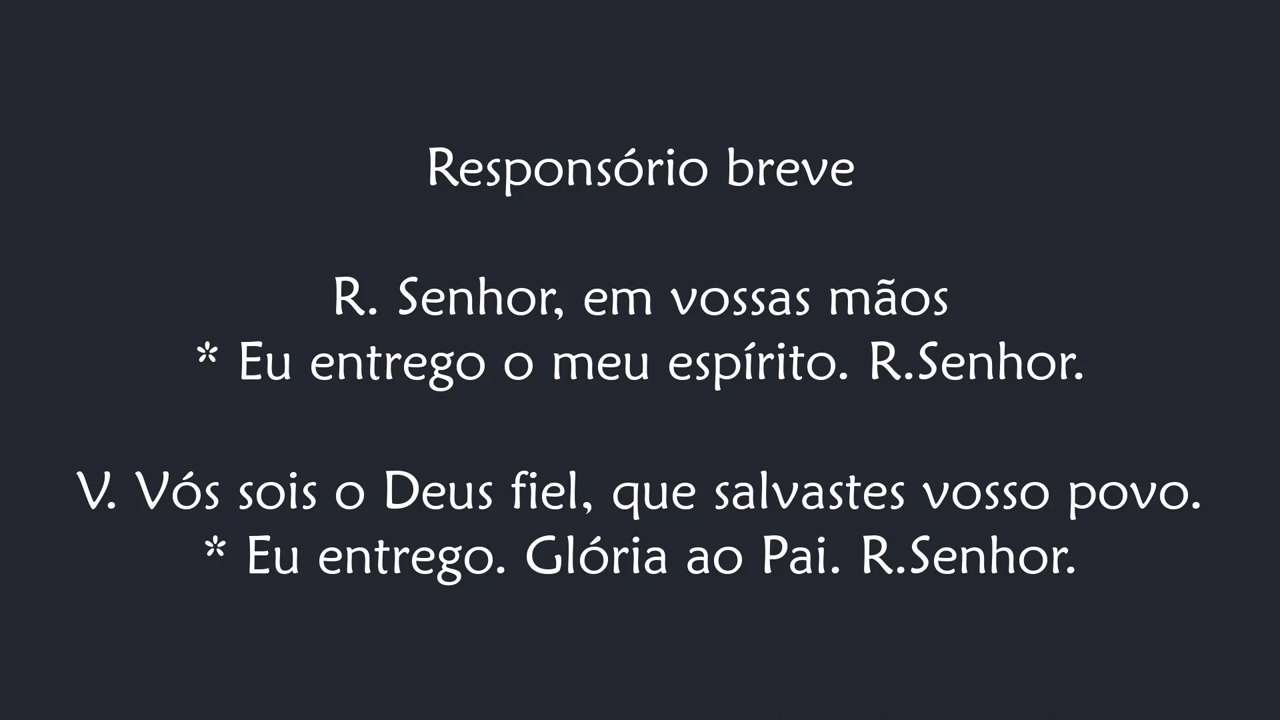 Responsório breve
R. Senhor, em vossas mãos
* Eu entrego o meu espírito. R.Senhor.
V. Vós sois o Deus fiel, que salvastes vosso povo.
* Eu entrego. Glória ao Pai. R.Senhor.